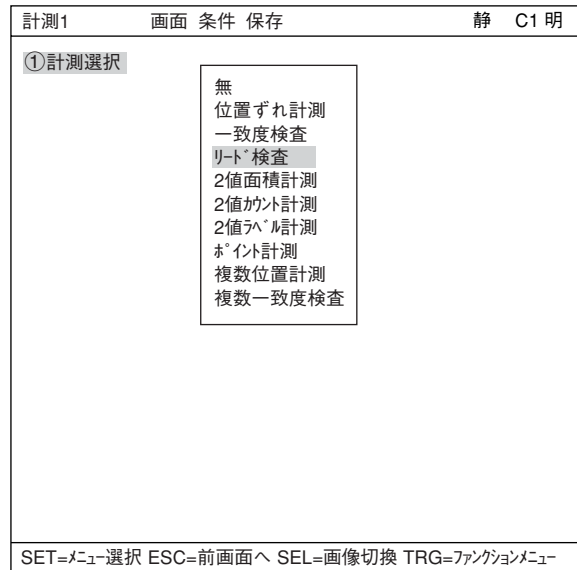 計測1 画面 条件 保存 静 C1 明
①計測選択
無
位置ずれ計測
一致度検査
ﾘｰﾄﾞ検査
2値面積計測
2値ｶｳﾝﾄ計測
2値ﾗﾍﾞﾙ計測
ﾎﾟｲﾝﾄ計測
複数位置計測
複数一致度検査
SET=ﾒﾆｭｰ選択 ESC=前画面へ SEL=画像切換 TRG=ﾌｧﾝｸｼｮﾝﾒﾆｭｰ